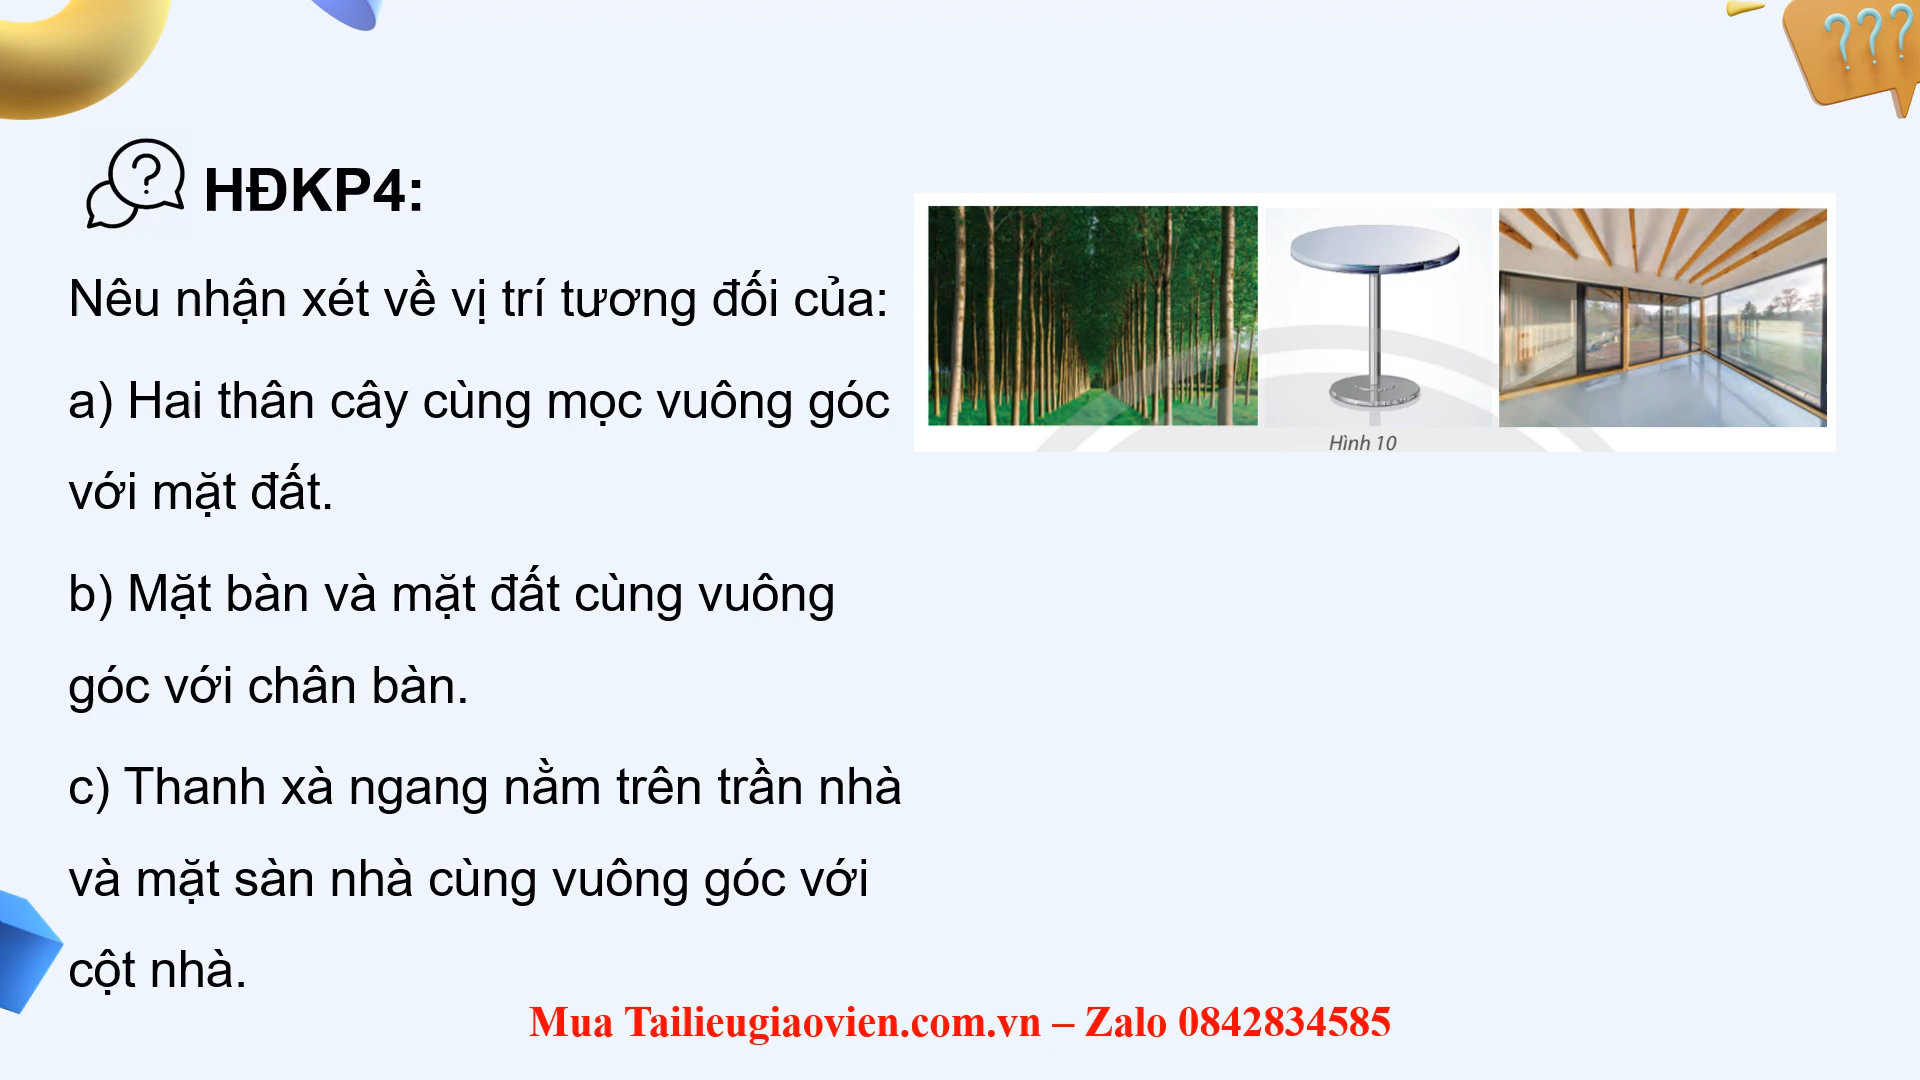 ???
?
HĐKP4:
Nêu nhận xét về vị trí tương đối của:
a) Hai thân cây cùng mọc vuông góc
với mặt đất.
b) Mặt bàn và mặt đất cùng vuông
góc với chân bàn.
c) Thanh xà ngang nằm trên trần nhà
và mặt sàn nhà cùng vuông góc với
cột nhà.
Hình 10
Mua Tailieugiaovien.com.vn – Zalo 0842834585